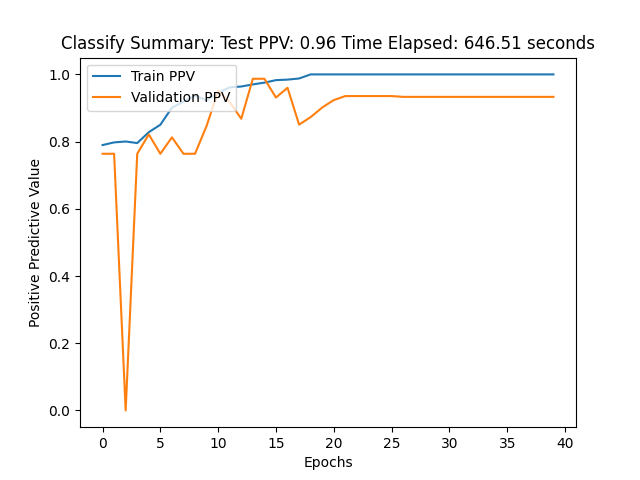 Classify Summary: Test PPV: 0.96 Time Elapsed: 646.51 seconds
Train PPV
Validation PPV
Positive Predictive Value
1.0
0.8
0.6
0.4
0.2
0.0
0 5 10 15 20 25 30 35 40
Epochs